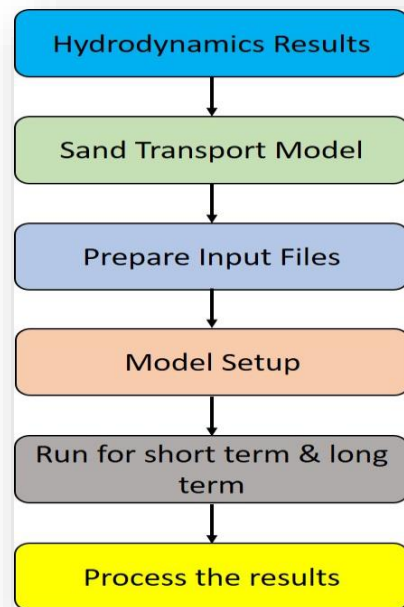 Hydrodynamics Results
Sand Transport Model
Prepare Input Files
Model Setup
Run for short term & long
term
Process the results